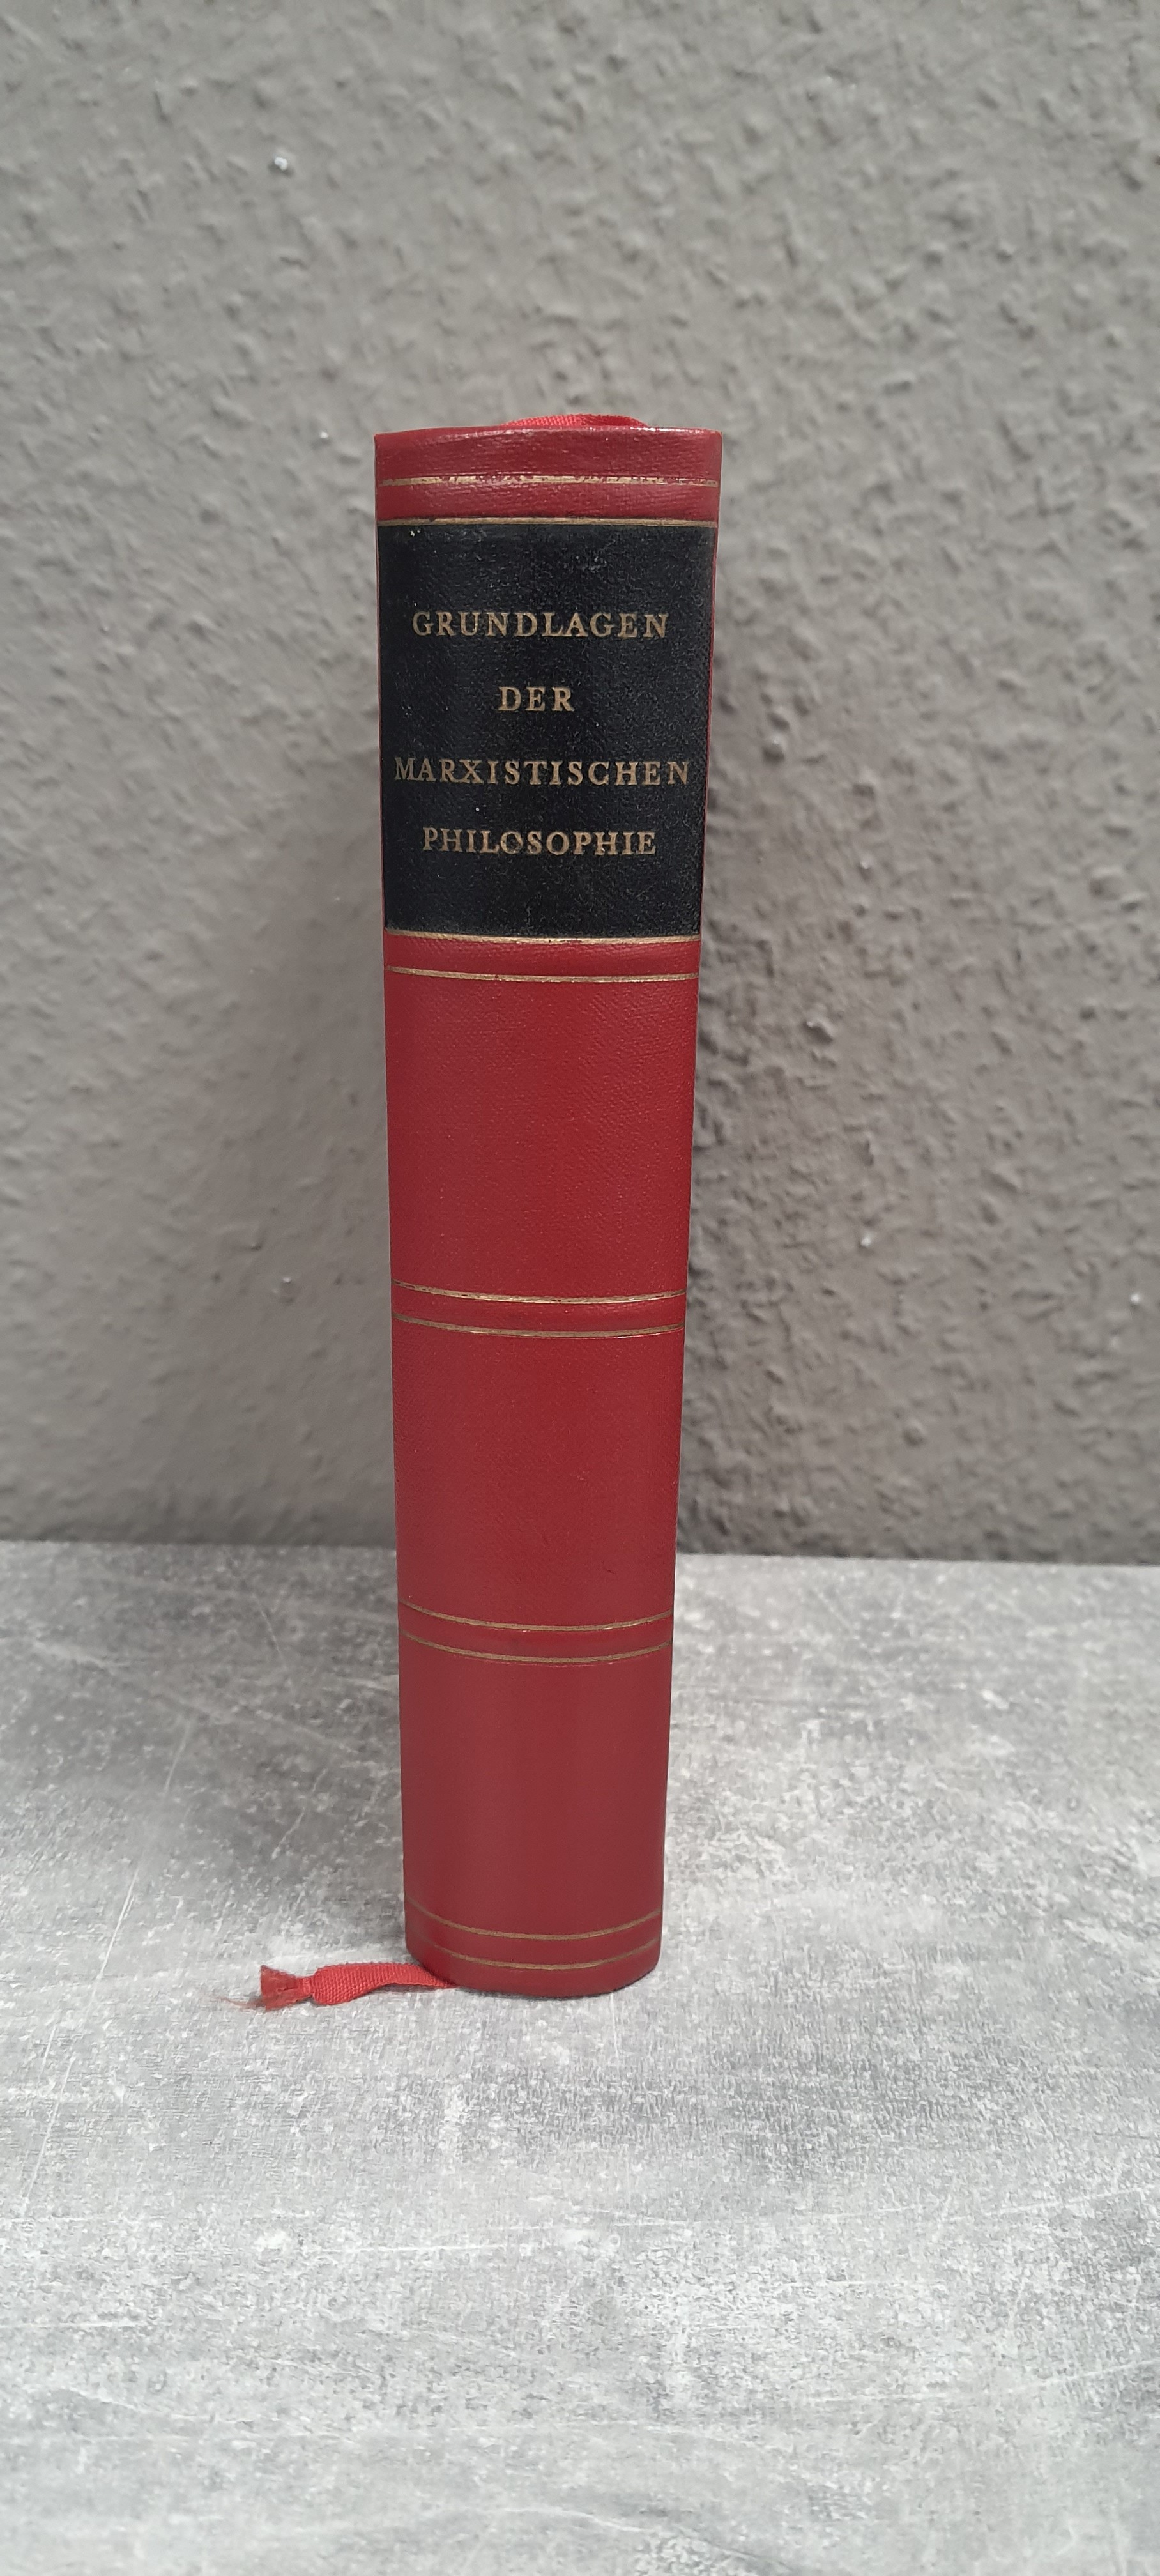 GRUNDLAGEN
DER
MARXISTISCHEN
PHILOSOPHIE